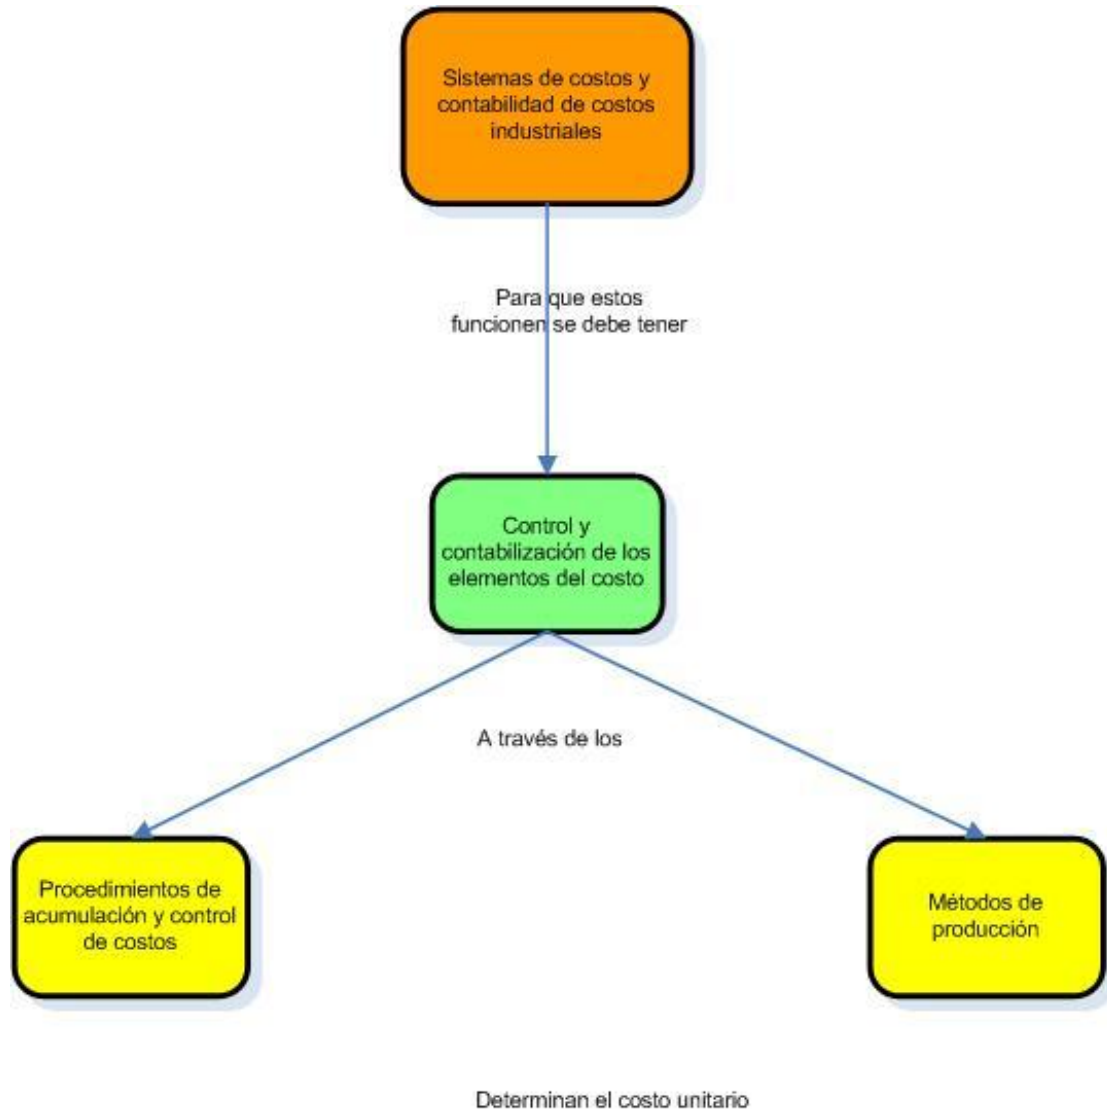 Sistemas de costos y
contabilidad de costos
industriales
Para que estos
funcionen se debe tener
Control y
contabilización de los
elementos del costo
A través de los
Procedimientos de
acumulación y control
de costos
Métodos de
producción
Determinan el costo unitario